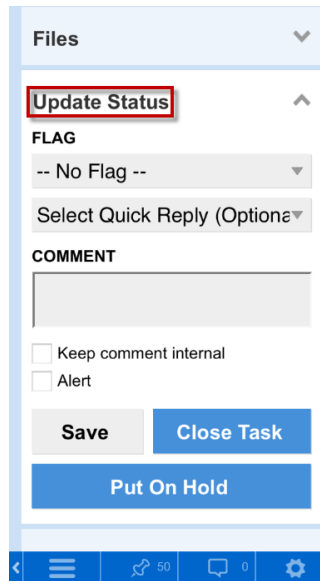 Files
Update Status
FLAG
-- No Flag --
Select Quick Reply (Optiona
COMMENT
Keep comment internal
Alert
Save
Close Task
Put On Hold
50
0